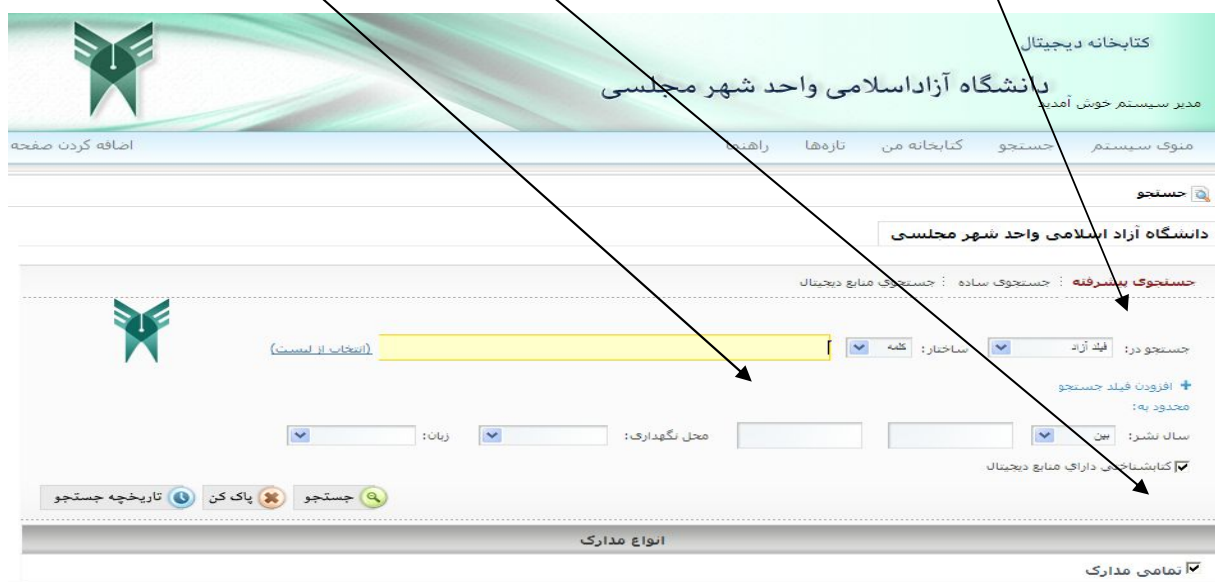 کتابخانه دیجیتال
دانشگاه آزاداسلامی واحد شهر مجلسی
مدیر سیستم خوش آمدید
منوی سیستم جستجو کتابخانه من تازه‌ها راهنما اضافه کردن صفحه
جستجو
دانشگاه آزاد اسلامی واحد شهر مجلسی
جستجوی پیشرفته : جستجوی ساده : جستجوی منابع دیجیتال
جستجو در: فیلد آزاد ساختار: کلمه (انتخاب از لیست)
+ افزودن فیلد جستجو
محدود به:
سال نشر: بین محل نگهداری: زبان:
کتابشناختی دارای منابع دیجیتال
جستجو پاک کن تاریخچه جستجو
انواع مدارک
تمامی مدارک